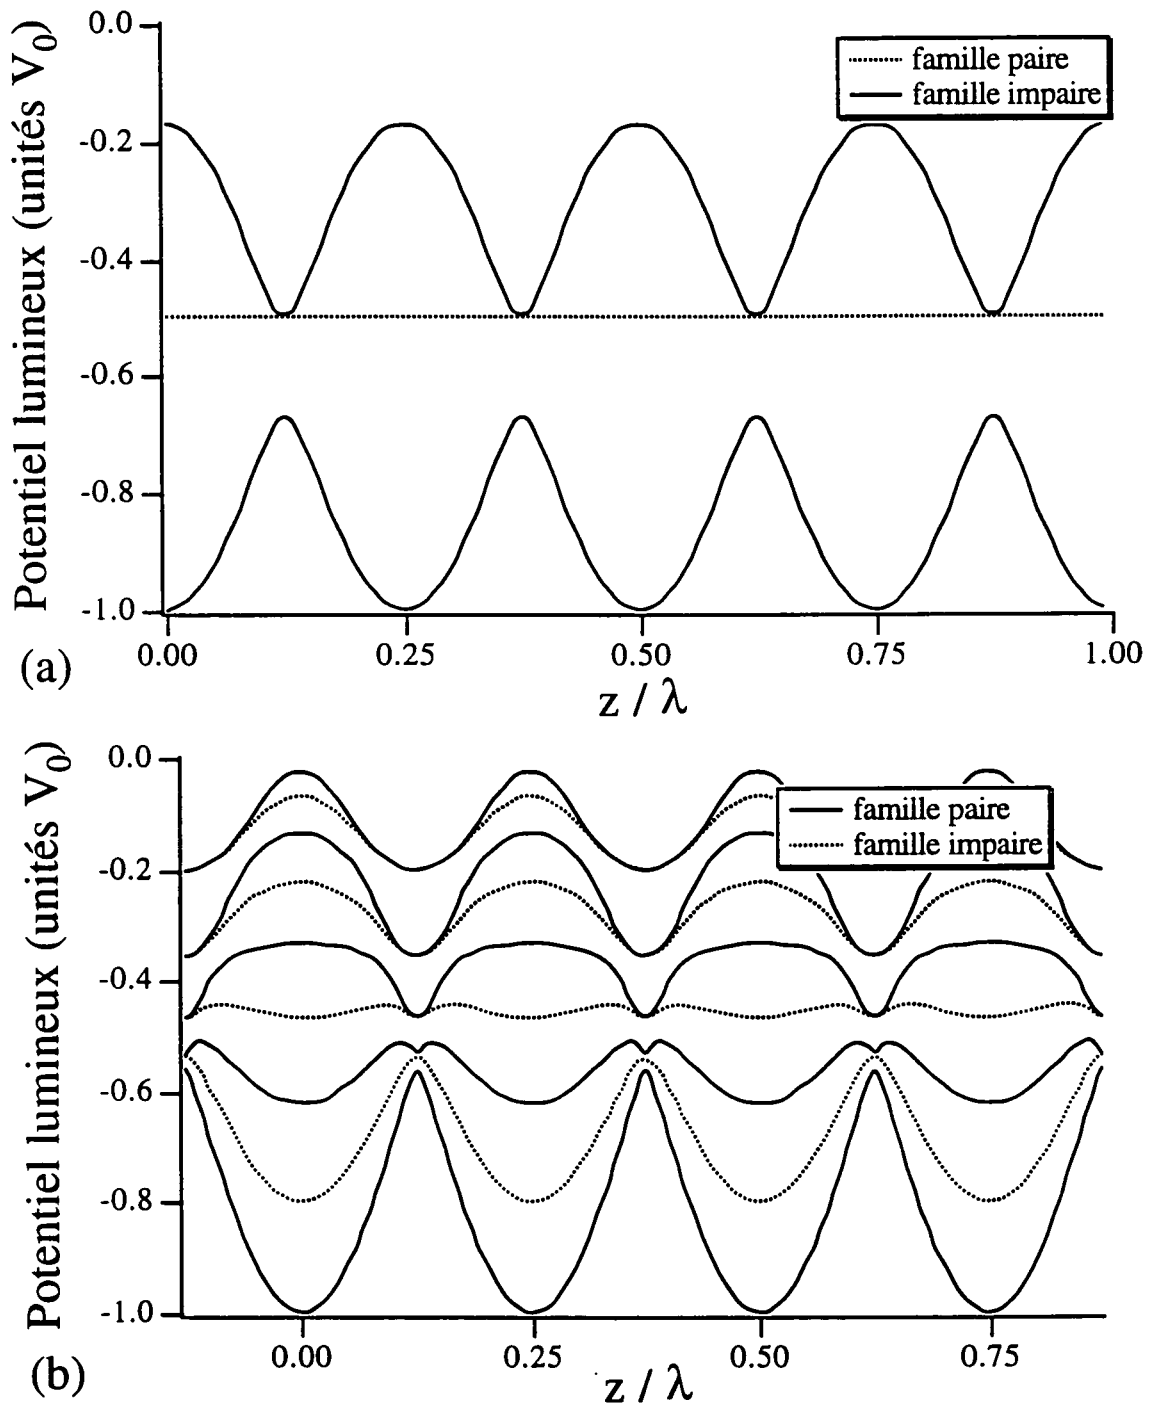 Potentiel lumineux (unités V0)
0.0
-0.2
-0.4
-0.6
-0.8
-1.0
famille paire
famille impaire
0.00 0.25 0.50 0.75 1.00
z / λ
(a)
Potentiel lumineux (unités V0)
0.0
-0.2
-0.4
-0.6
-0.8
-1.0
famille paire
famille impaire
0.00 0.25 0.50 0.75
z / λ
(b)